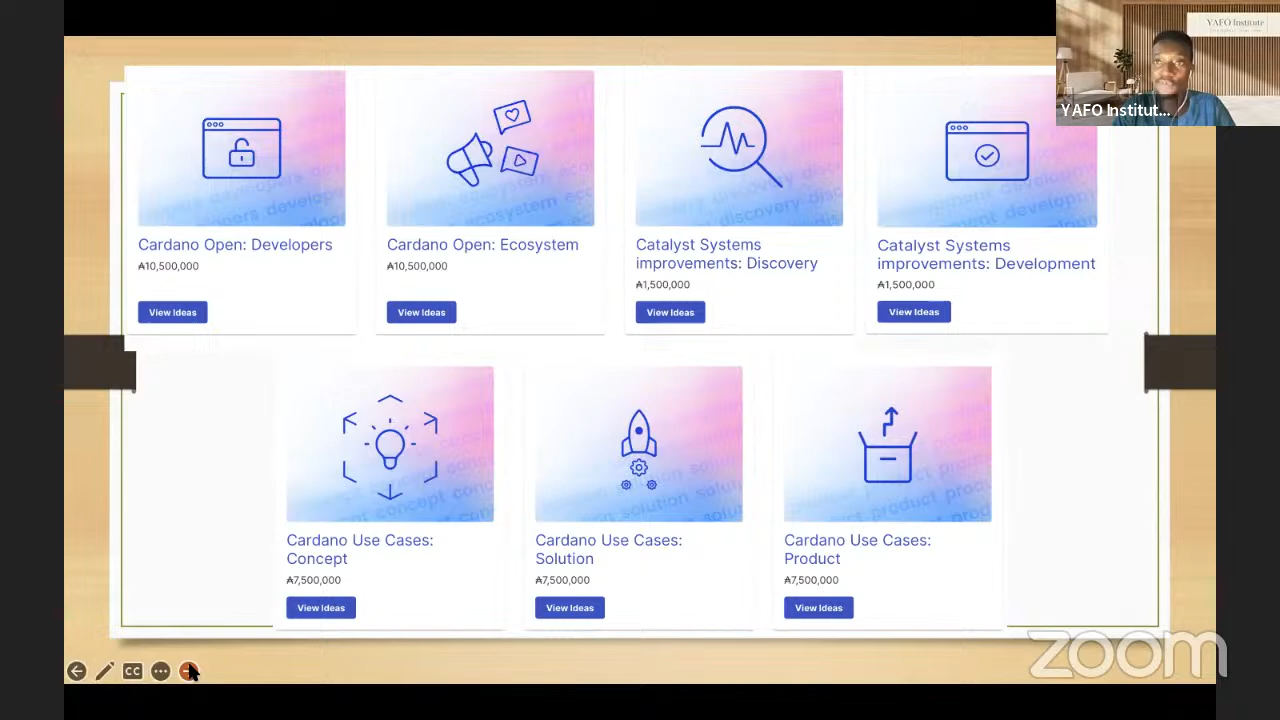 YAFO Institute
YAFO Institut...
Cardano Open: Developers
₳10,500,000
View Ideas
Cardano Open: Ecosystem
₳10,500,000
View Ideas
Catalyst Systems
improvements: Discovery
₳1,500,000
View Ideas
Catalyst Systems
improvements: Development
₳1,500,000
View Ideas
Cardano Use Cases:
Concept
₳7,500,000
View Ideas
Cardano Use Cases:
Solution
₳7,500,000
View Ideas
Cardano Use Cases:
Product
₳7,500,000
View Ideas
CC
zoom